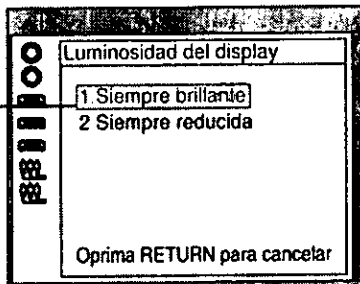 Luminosidad del display
1 Siempre brillante
2 Siempre reducida
Oprima RETURN para cancelar